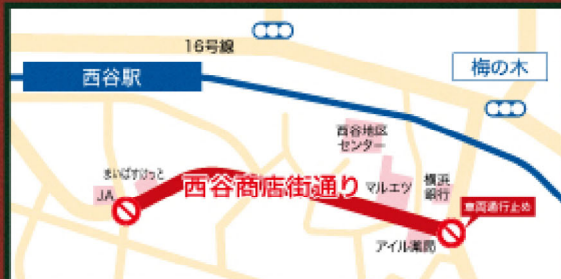 16号線
西谷駅
梅の木
西谷地区
センター
まいばすけっと
JA
西谷商店街通り
マルエツ
横浜
銀行
車両通行止め
アイル薬局